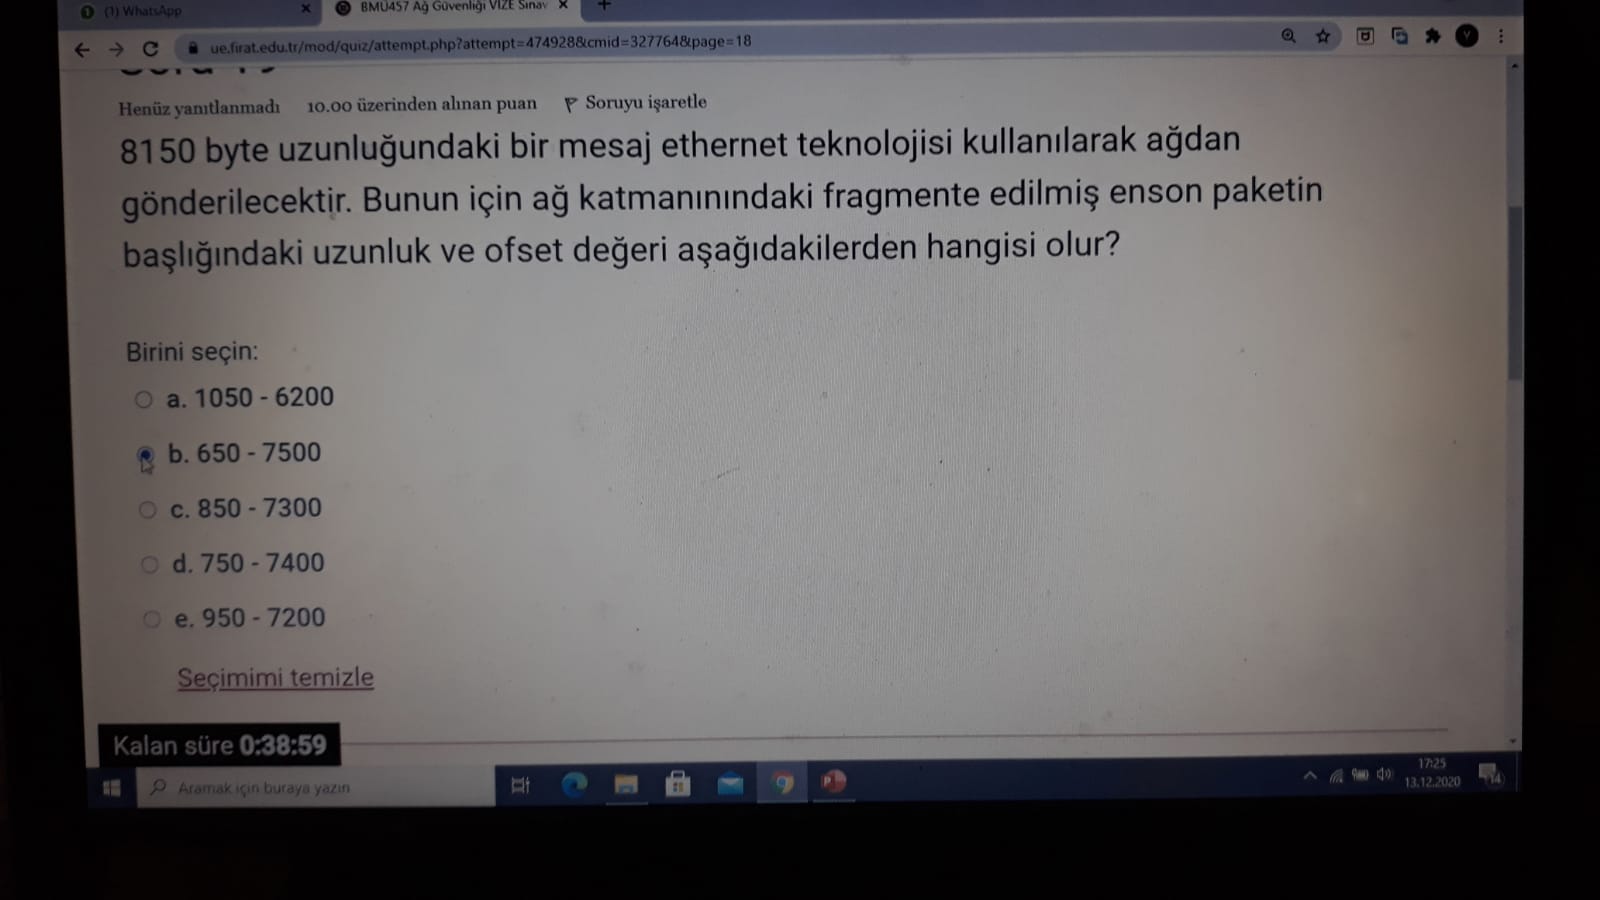 (1) WhatsApp
BMU457 Ağ Güvenliği VİZE Sınav
ue.firat.edu.tr/mod/quiz/attempt.php?attempt=474928&cmid=327764&page=18
Henüz yanıtlanmadı 10.00 üzerinden alınan puan Soruyu işaretle
8150 byte uzunluğundaki bir mesaj ethernet teknolojisi kullanılarak ağdan
gönderilecektir. Bunun için ağ katmanınındaki fragmente edilmiş enson paketin
başlığındaki uzunluk ve ofset değeri aşağıdakilerden hangisi olur?
Birini seçin:
a. 1050 - 6200
b. 650 - 7500
c. 850 - 7300
d. 750 - 7400
e. 950 - 7200
Seçimimi temizle
Kalan süre 0:38:59
Aramak için buraya yazın
17:25
13.12.2020